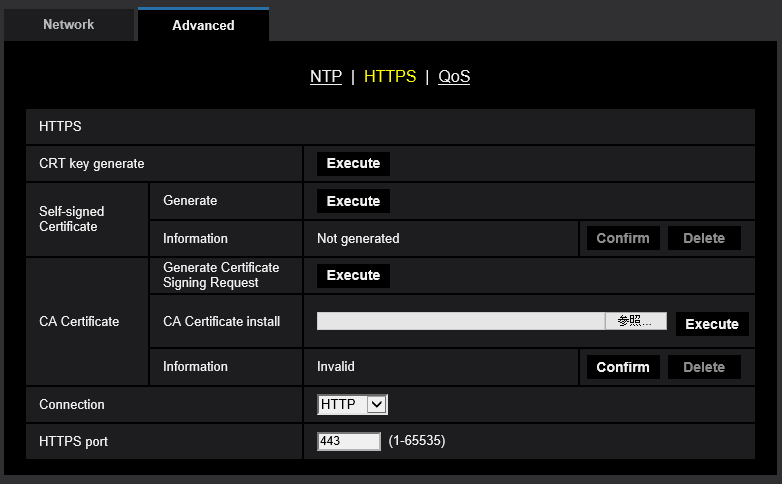 Network Advanced
NTP | HTTPS | QoS
HTTPS
CRT key generate Execute
Self-signed
Certificate
Generate Execute
Information Not generated Confirm Delete
CA Certificate
Generate Certificate
Signing Request
Execute
CA Certificate install 参照... Execute
Information Invalid Confirm Delete
Connection HTTP
HTTPS port 443 (1-65535)